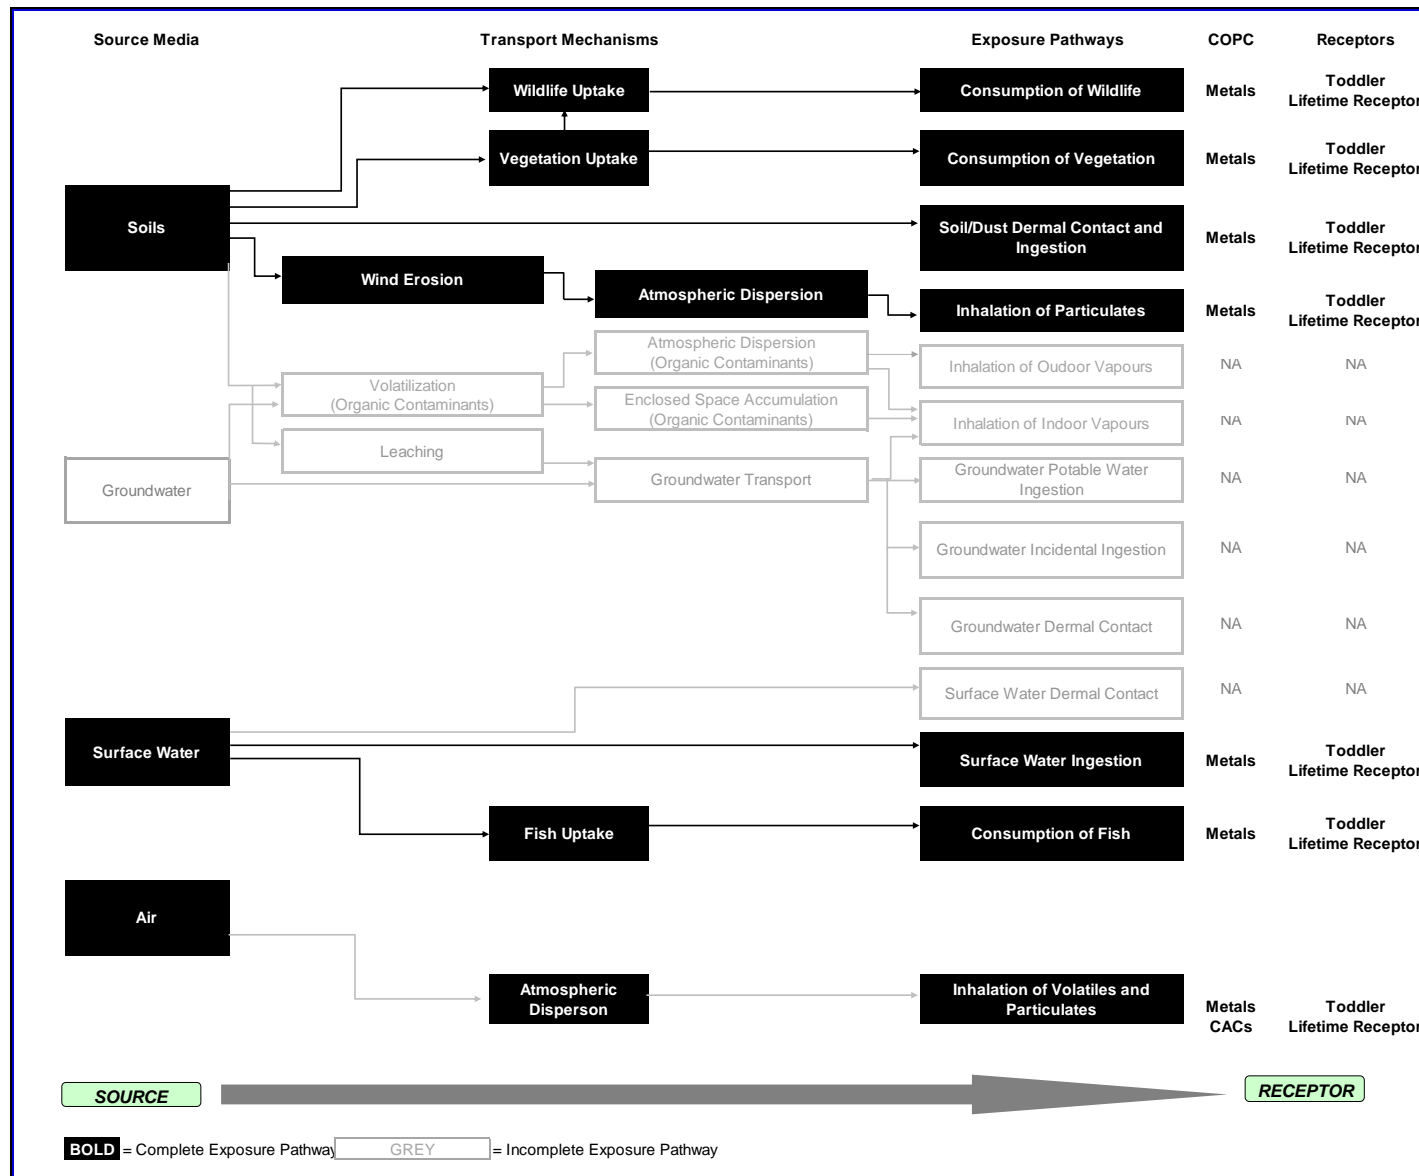 Source Media Transport Mechanisms Exposure Pathways COPC Receptors
Wildlife Uptake Consumption of Wildlife Metals Toddler
Lifetime Receptor
Vegetation Uptake Consumption of Vegetation Metals Toddler
Lifetime Receptor
Soils Soil/Dust Dermal Contact and
Ingestion Metals Toddler
Lifetime Receptor
Wind Erosion Atmospheric Dispersion Inhalation of Particulates Metals Toddler
Lifetime Receptor
Atmospheric Dispersion
(Organic Contaminants) Inhalation of Oudoor Vapours NA NA
Volatilization
(Organic Contaminants) Enclosed Space Accumulation
(Organic Contaminants) Inhalation of Indoor Vapours NA NA
Leaching
Groundwater Groundwater Transport Groundwater Potable Water
Ingestion NA NA
Groundwater Incidental Ingestion NA NA
Groundwater Dermal Contact NA NA
Surface Water Dermal Contact NA NA
Surface Water Surface Water Ingestion Metals Toddler
Lifetime Receptor
Fish Uptake Consumption of Fish Metals Toddler
Lifetime Receptor
Air
Atmospheric
Disperson Inhalation of Volatiles and
Particulates Metals
CACs Toddler
Lifetime Receptor
SOURCE RECEPTOR
BOLD = Complete Exposure Pathway GREY = Incomplete Exposure Pathway